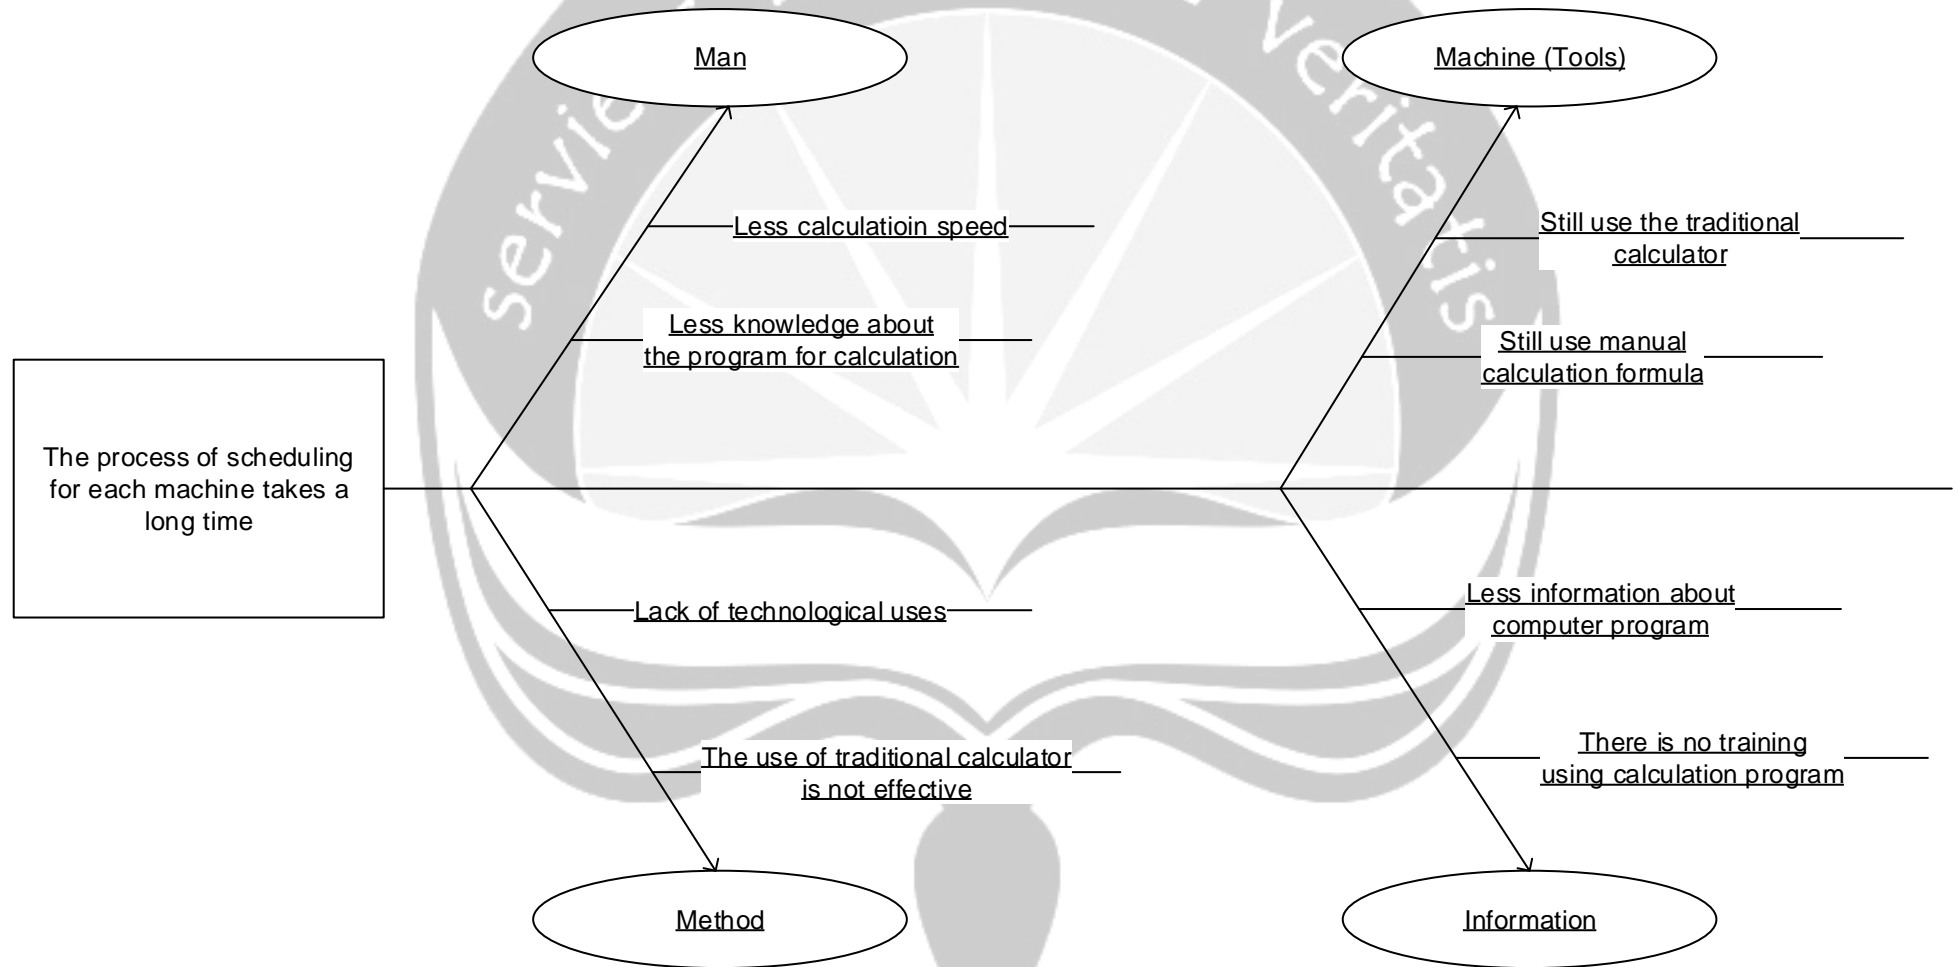 Man
Machine (Tools)
Less calculatioin speed
Still use the traditional
calculator
Less knowledge about
the program for calculation
Still use manual
calculation formula
The process of scheduling
for each machine takes a
long time
Lack of technological uses
Less information about
computer program
The use of traditional calculator
is not effective
There is no training
using calculation program
Method
Information
veritatis